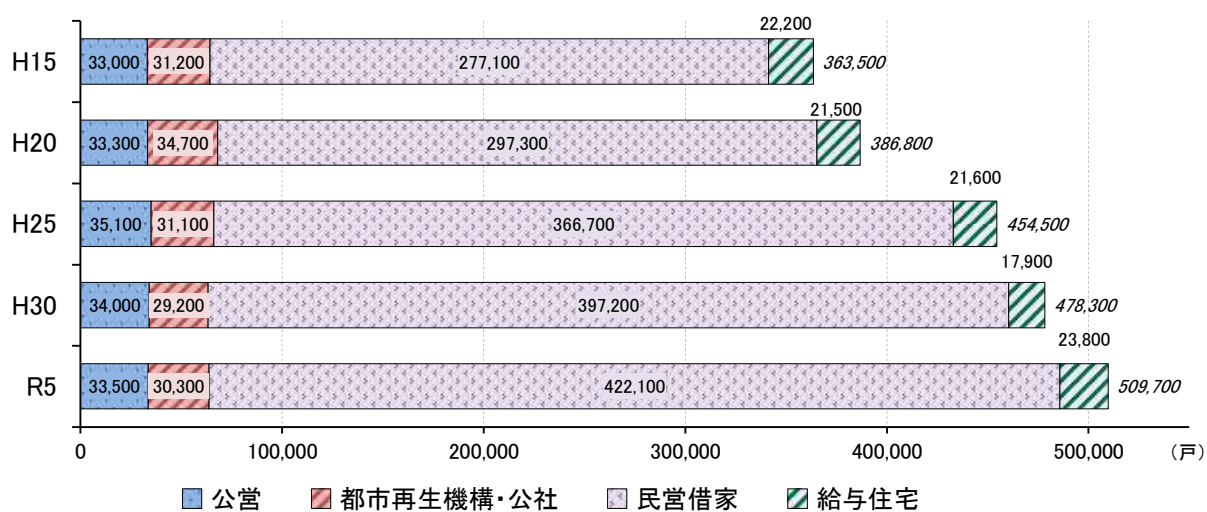 22,200
H15 33,000 31,200 277,100 363,500
21,500
H20 33,300 34,700 297,300 386,800
21,600
H25 35,100 31,100 366,700 454,500
17,900
H30 34,000 29,200 397,200 478,300
23,800
R5 33,500 30,300 422,100 509,700
0 100,000 200,000 300,000 400,000 500,000 (戸)
公営 都市再生機構・公社 民営借家 給与住宅